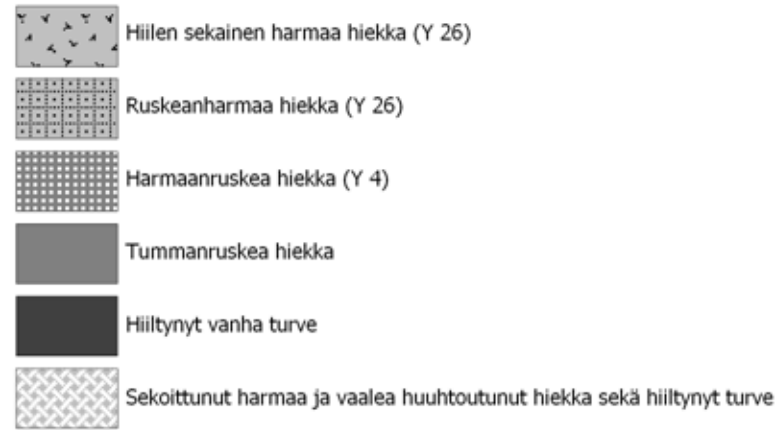 Hiilen sekainen harmaa hiekka (Y 26)
Ruskeanharmaa hiekka (Y 26)
Harmaanruskea hiekka (Y 4)
Tummanruskea hiekka
Hiiltynyt vanha turve
Sekoittunut harmaa ja vaalea huuhtoutunut hiekka sekä hiiltynyt turve